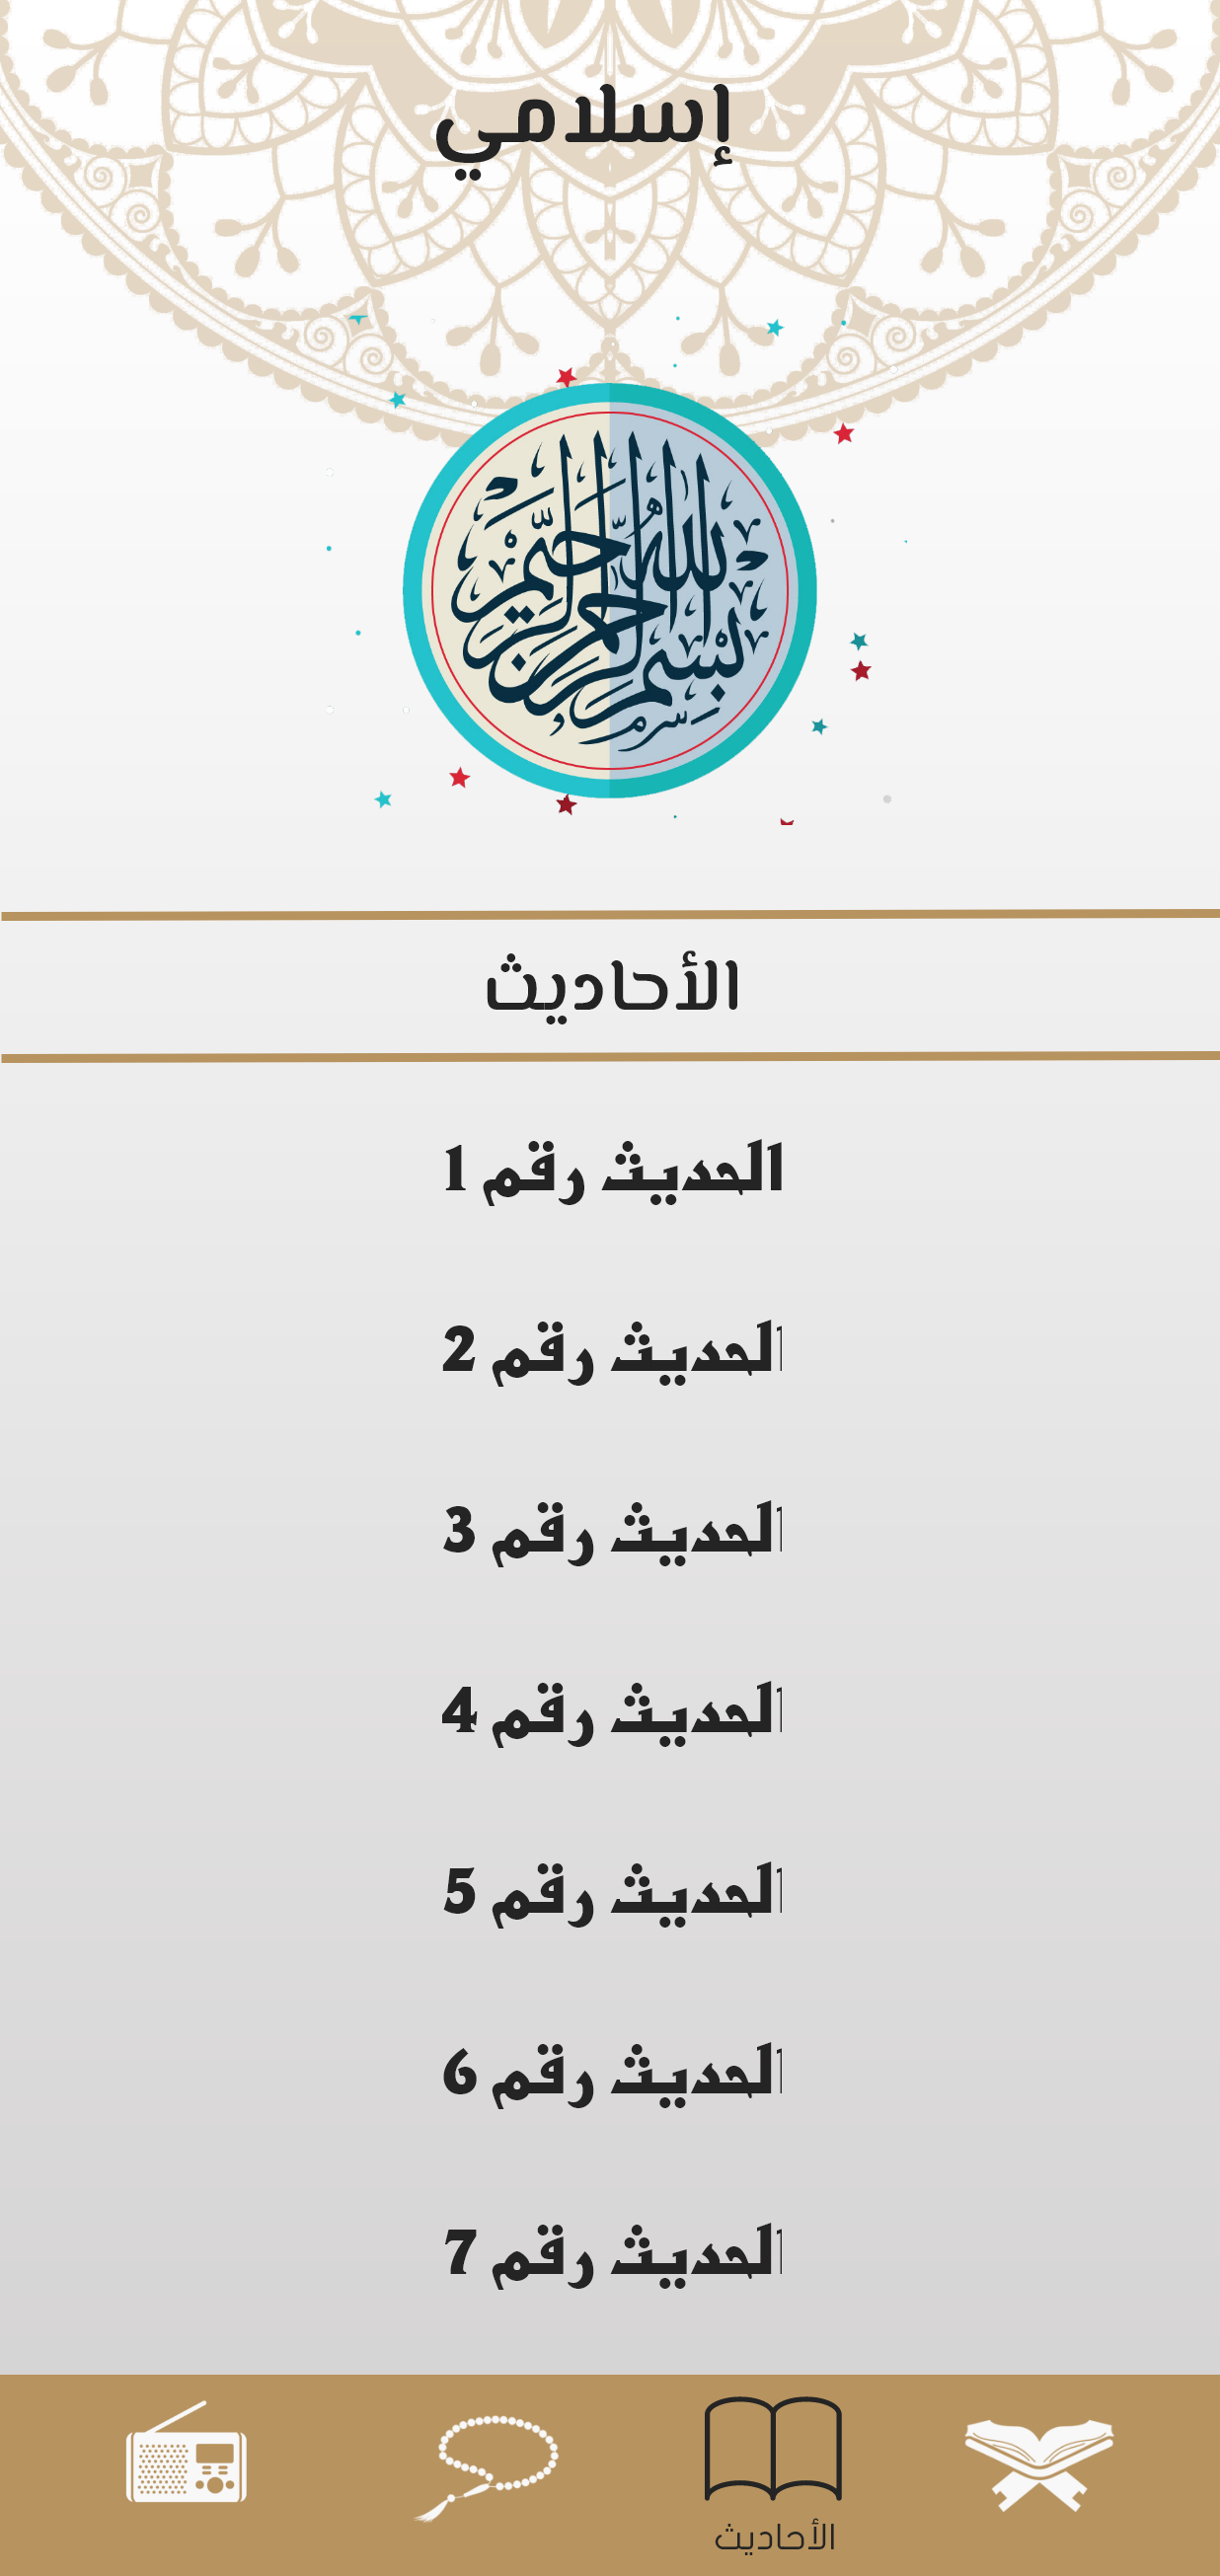 إسلامي
بسم الله الرحمن الرحيم
الأحاديث
الحديث رقم 1
الحديث رقم 2
الحديث رقم 3
الحديث رقم 4
الحديث رقم 5
الحديث رقم 6
الحديث رقم 7
الأحاديث